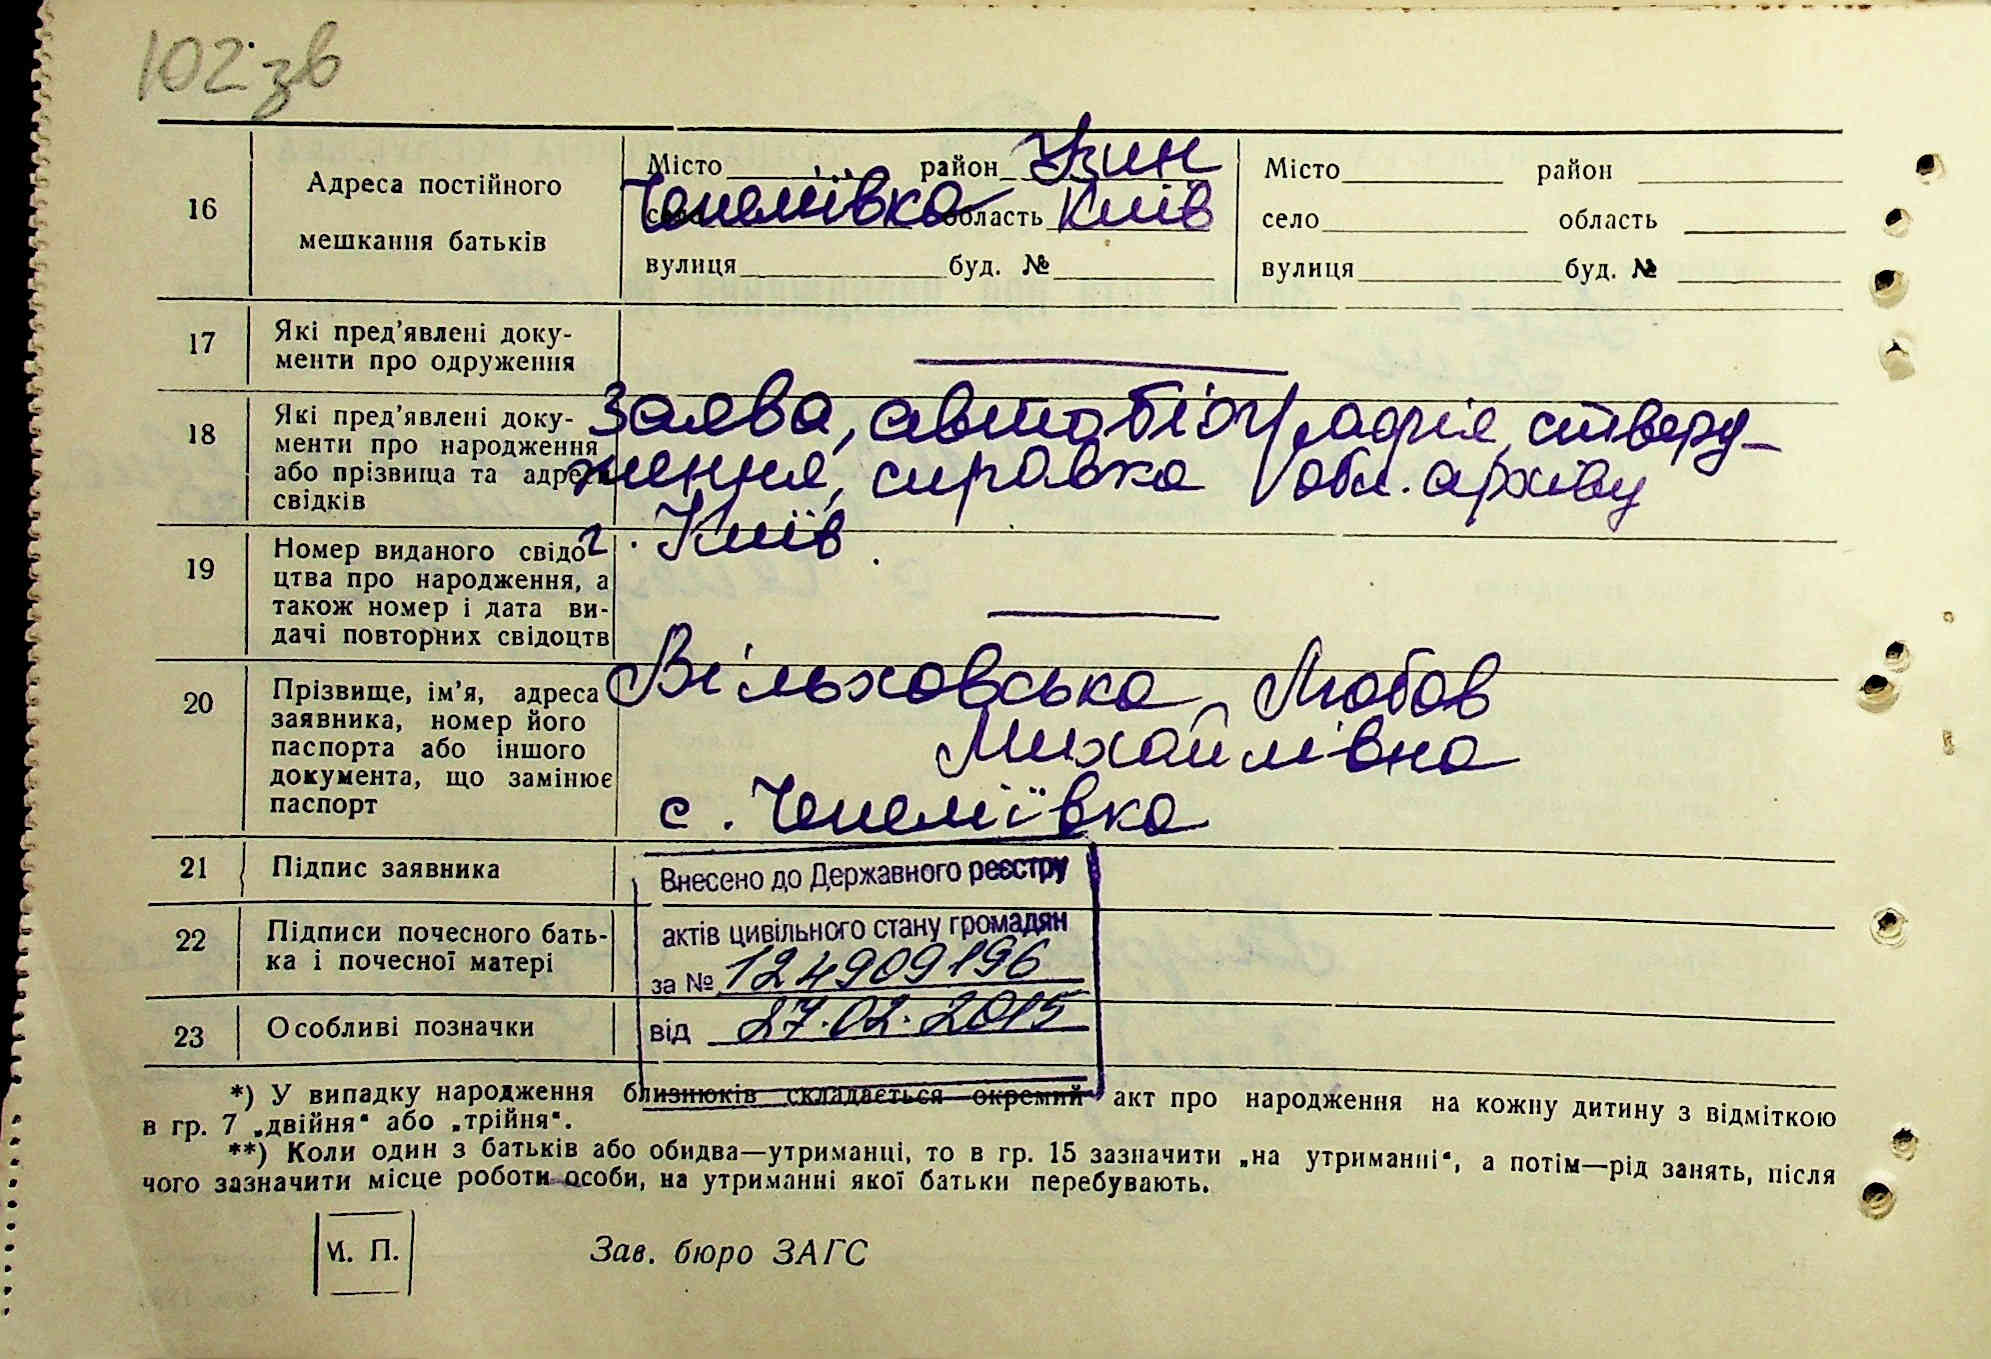 102 зв
16
Адреса постійного
мешкання батьків
Місто район Узин
село Чепеліївка область Київ
вулиця буд. №
Місто район
село область
вулиця буд. №
17
Які пред'явлені доку-
менти про одруження
18
Які пред'явлені доку-
менти про народження
або прізвища та адреси
свідків
Заява, автобіографія, стверд-
ження, справка обл. архіву
г. Київ.
19
Номер виданого свідо-
цтва про народження, а
також номер і дата ви-
дачі повторних свідоцтв
20
Прізвище, ім'я, адреса
заявника, номер його
паспорта або іншого
документа, що замінює
паспорт
Вільховська Любов
Михайлівна
с. Чепеліївка
21
Підпис заявника
22
Підписи почесного бать-
ка і почесної матері
23
Особливі позначки
Внесено до Державного реєстру
актів цивільного стану громадян
за № 124909196
від 27.02.2015
*) У випадку народження близнюків складається окремий акт про народження на кожну дитину з відміткою
в гр. 7 „двійня“ або „трійня“.
**) Коли один з батьків або обидва—утриманці, то в гр. 15 зазначити „на утриманні“, а потім—рід занять, після
чого зазначити місце роботи особи, на утриманні якої батьки перебувають.
М. П.
Зав. бюро ЗАГС